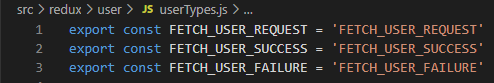 src > redux > user > JS userTypes.js > ...
1 export const FETCH_USER_REQUEST = 'FETCH_USER_REQUEST'
2 export const FETCH_USER_SUCCESS = 'FETCH_USER_SUCCESS'
3 export const FETCH_USER_FAILURE = 'FETCH_USER_FAILURE'